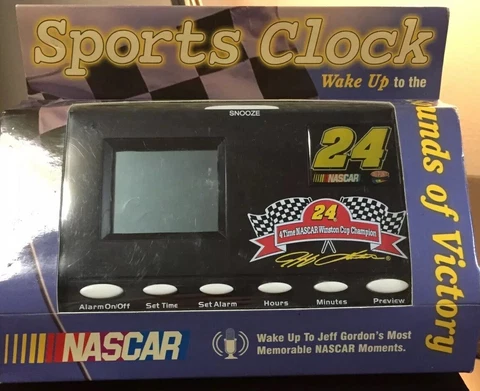 Sports Clock
Wake Up to the
unds of Victory
SNOOZE
24
NASCAR
24
4 Time NASCAR Winston Cup Champion
Alarm On/Off
Set Time
Set Alarm
Hours
Minutes
Preview
NASCAR
Wake Up To Jeff Gordon's Most
Memorable NASCAR Moments.